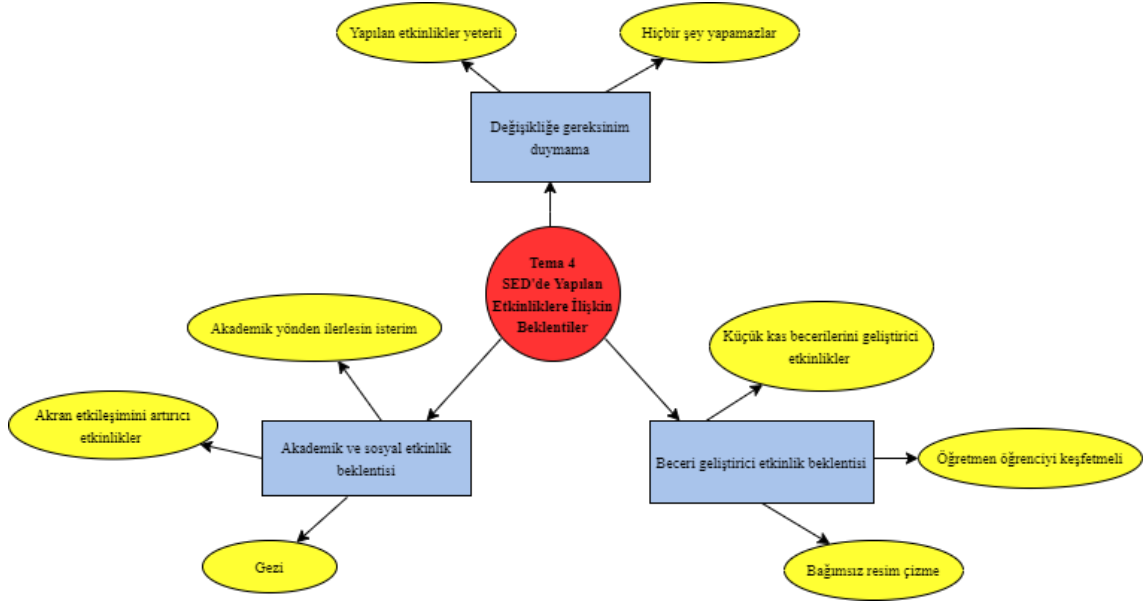 Yapılan etkinlikler yeterli
Hiçbir şey yapamazlar
Değişikliğe gereksinim
duymama
Tema 4
SED'de Yapılan
Etkinliklere İlişkin
Beklentiler
Akademik yönden ilerlesin isterim
Küçük kas becerilerini geliştirici
etkinlikler
Akran etkileşimini artırıcı
etkinlikler
Akademik ve sosyal etkinlik
beklentisi
Beceri geliştirici etkinlik beklentisi
Öğretmen öğrenciyi keşfetmeli
Gezi
Bağımsız resim çizme